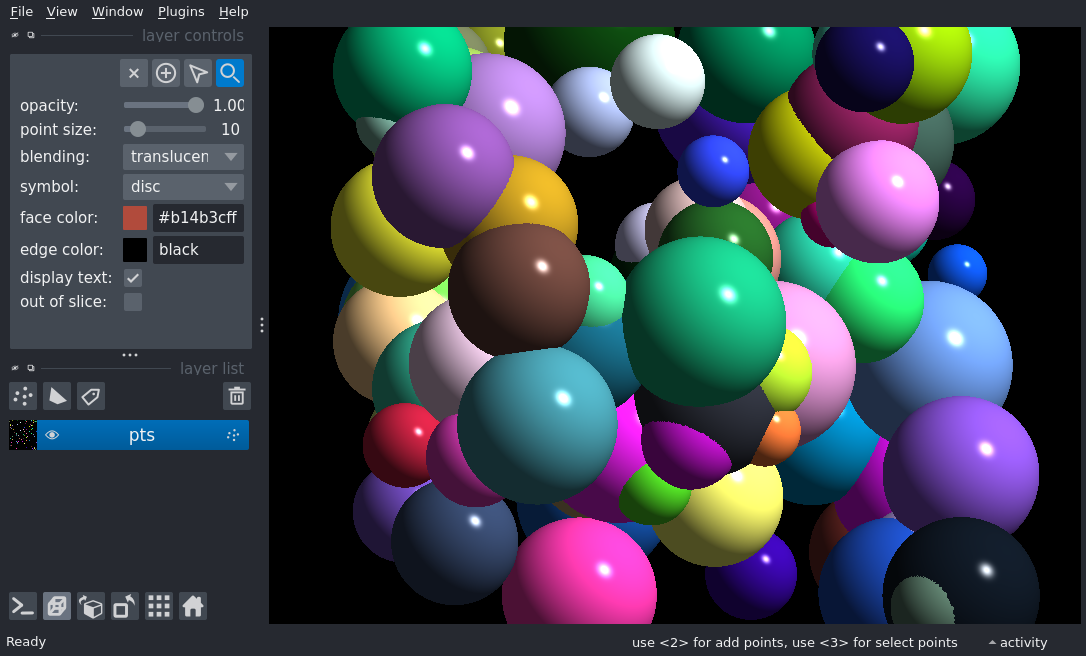 File View Window Plugins Help
layer controls
opacity: 1.00
point size: 10
blending: translucen
symbol: disc
face color: #b14b3cff
edge color: black
display text:
out of slice:
layer list
pts
Ready use <2> for add points, use <3> for select points activity